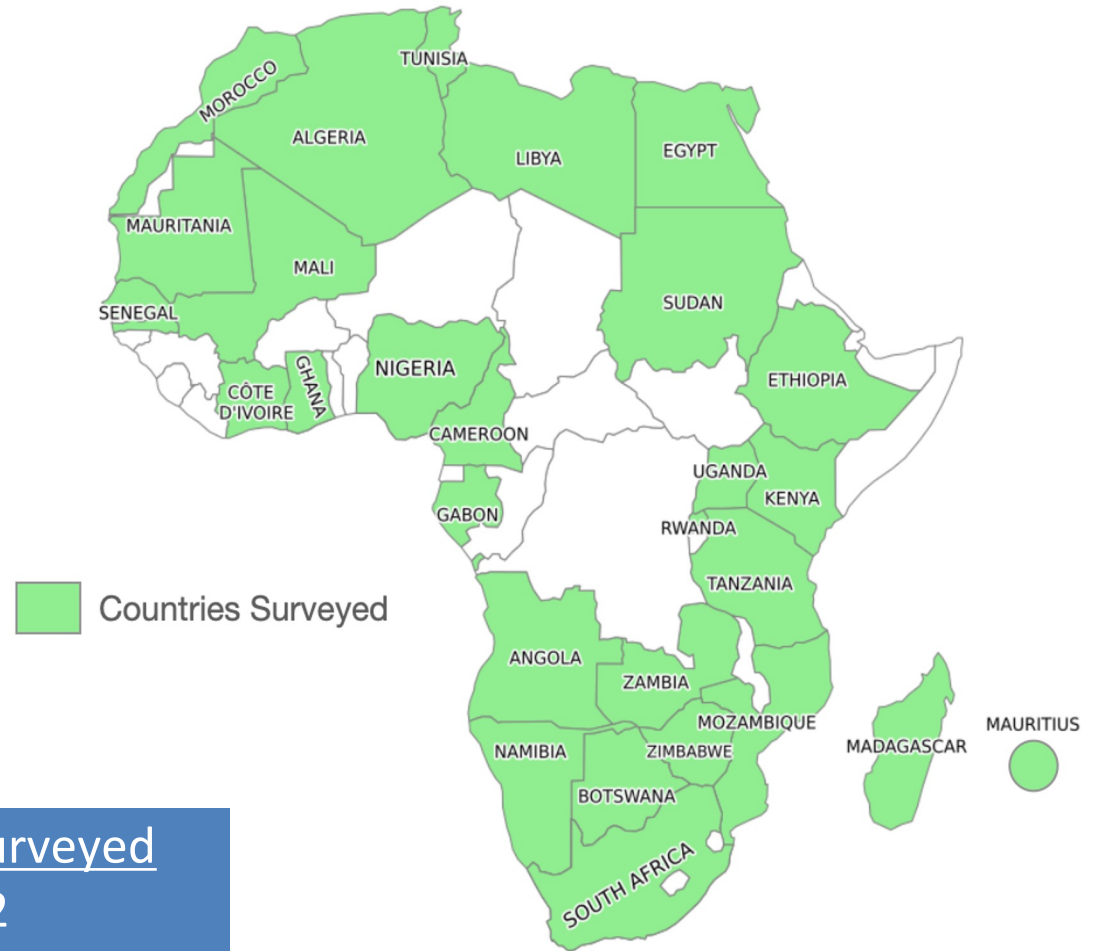 TUNISIA
MOROCCO
ALGERIA
LIBYA
EGYPT
MAURITANIA
MALI
SENEGAL
SUDAN
NIGERIA
GHANA
CÔTE
D'IVOIRE
ETHIOPIA
CAMEROON
UGANDA
KENYA
GABON
RWANDA
TANZANIA
Countries Surveyed
ANGOLA
ZAMBIA
MOZAMBIQUE
MAURITIUS
NAMIBIA
ZIMBABWE
MADAGASCAR
BOTSWANA
SOUTH AFRICA